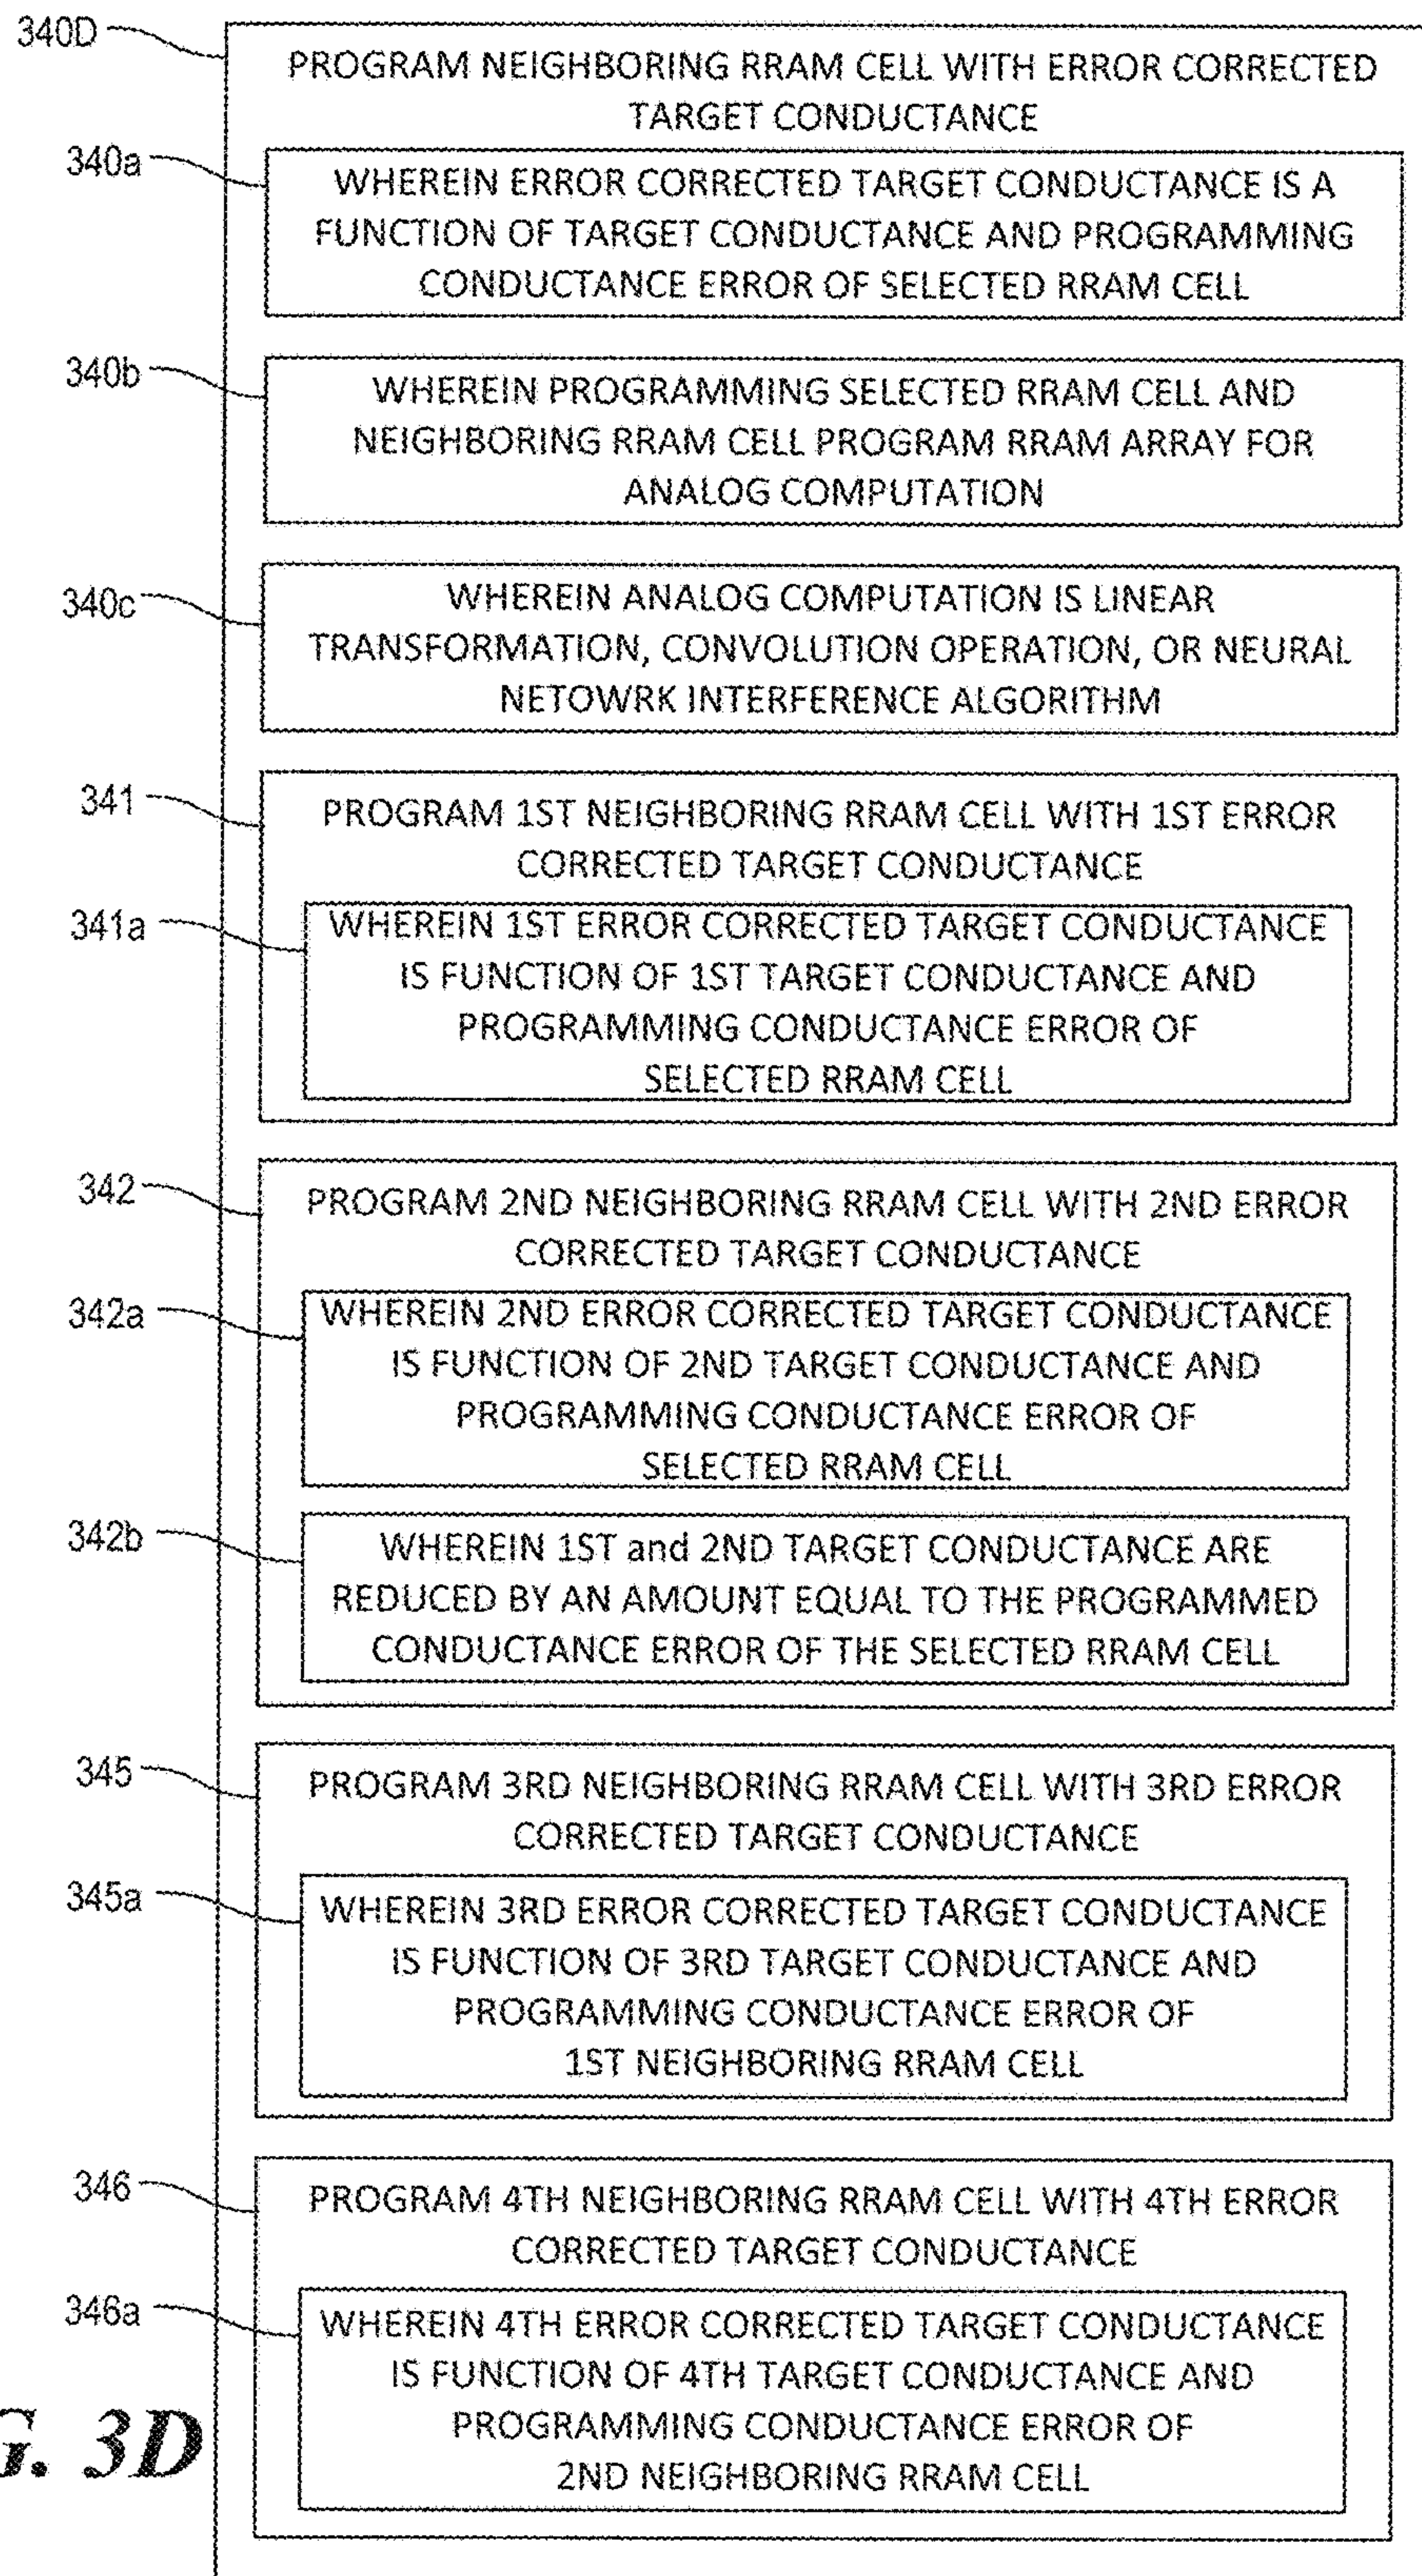 340D
PROGRAM NEIGHBORING RRAM CELL WITH ERROR CORRECTED
TARGET CONDUCTANCE
340a
WHEREIN ERROR CORRECTED TARGET CONDUCTANCE IS A
FUNCTION OF TARGET CONDUCTANCE AND PROGRAMMING
CONDUCTANCE ERROR OF SELECTED RRAM CELL
340b
WHEREIN PROGRAMMING SELECTED RRAM CELL AND
NEIGHBORING RRAM CELL PROGRAM RRAM ARRAY FOR
ANALOG COMPUTATION
340c
WHEREIN ANALOG COMPUTATION IS LINEAR
TRANSFORMATION, CONVOLUTION OPERATION, OR NEURAL
NETOWRK INTERFERENCE ALGORITHM
341
PROGRAM 1ST NEIGHBORING RRAM CELL WITH 1ST ERROR
CORRECTED TARGET CONDUCTANCE
341a
WHEREIN 1ST ERROR CORRECTED TARGET CONDUCTANCE
IS FUNCTION OF 1ST TARGET CONDUCTANCE AND
PROGRAMMING CONDUCTANCE ERROR OF
SELECTED RRAM CELL
342
PROGRAM 2ND NEIGHBORING RRAM CELL WITH 2ND ERROR
CORRECTED TARGET CONDUCTANCE
342a
WHEREIN 2ND ERROR CORRECTED TARGET CONDUCTANCE
IS FUNCTION OF 2ND TARGET CONDUCTANCE AND
PROGRAMMING CONDUCTANCE ERROR OF
SELECTED RRAM CELL
342b
WHEREIN 1ST and 2ND TARGET CONDUCTANCE ARE
REDUCED BY AN AMOUNT EQUAL TO THE PROGRAMMED
CONDUCTANCE ERROR OF THE SELECTED RRAM CELL
345
PROGRAM 3RD NEIGHBORING RRAM CELL WITH 3RD ERROR
CORRECTED TARGET CONDUCTANCE
345a
WHEREIN 3RD ERROR CORRECTED TARGET CONDUCTANCE
IS FUNCTION OF 3RD TARGET CONDUCTANCE AND
PROGRAMMING CONDUCTANCE ERROR OF
1ST NEIGHBORING RRAM CELL
346
PROGRAM 4TH NEIGHBORING RRAM CELL WITH 4TH ERROR
CORRECTED TARGET CONDUCTANCE
346a
WHEREIN 4TH ERROR CORRECTED TARGET CONDUCTANCE
IS FUNCTION OF 4TH TARGET CONDUCTANCE AND
PROGRAMMING CONDUCTANCE ERROR OF
2ND NEIGHBORING RRAM CELL
G. 3D